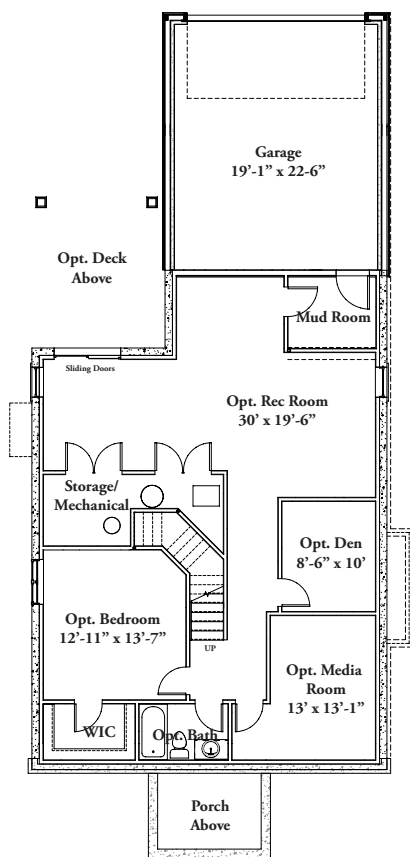 Garage
19'-1" x 22-6"
Opt. Deck
Above
Mud Room
Sliding Doors
Opt. Rec Room
30' x 19'-6"
Storage/
Mechanical
Opt. Den
8'-6" x 10'
Opt. Bedroom
12'-11" x 13'-7"
UP
Opt. Media
Room
13' x 13'-1"
WIC
Opt. Bath
Porch
Above